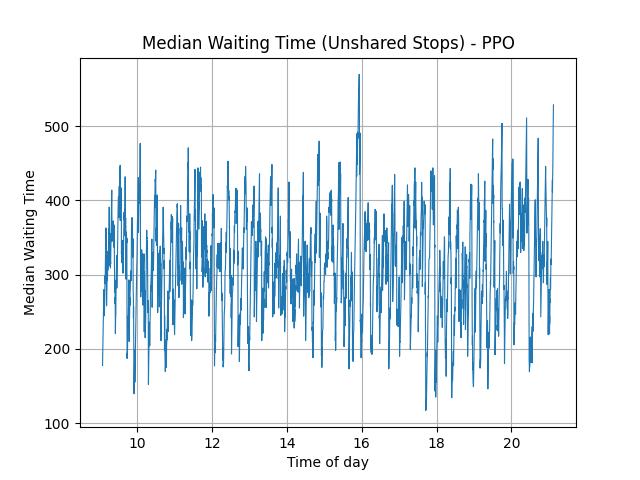 Median Waiting Time (Unshared Stops) - PPO
500
400
300
200
100
Median Waiting Time
10 12 14 16 18 20
Time of day